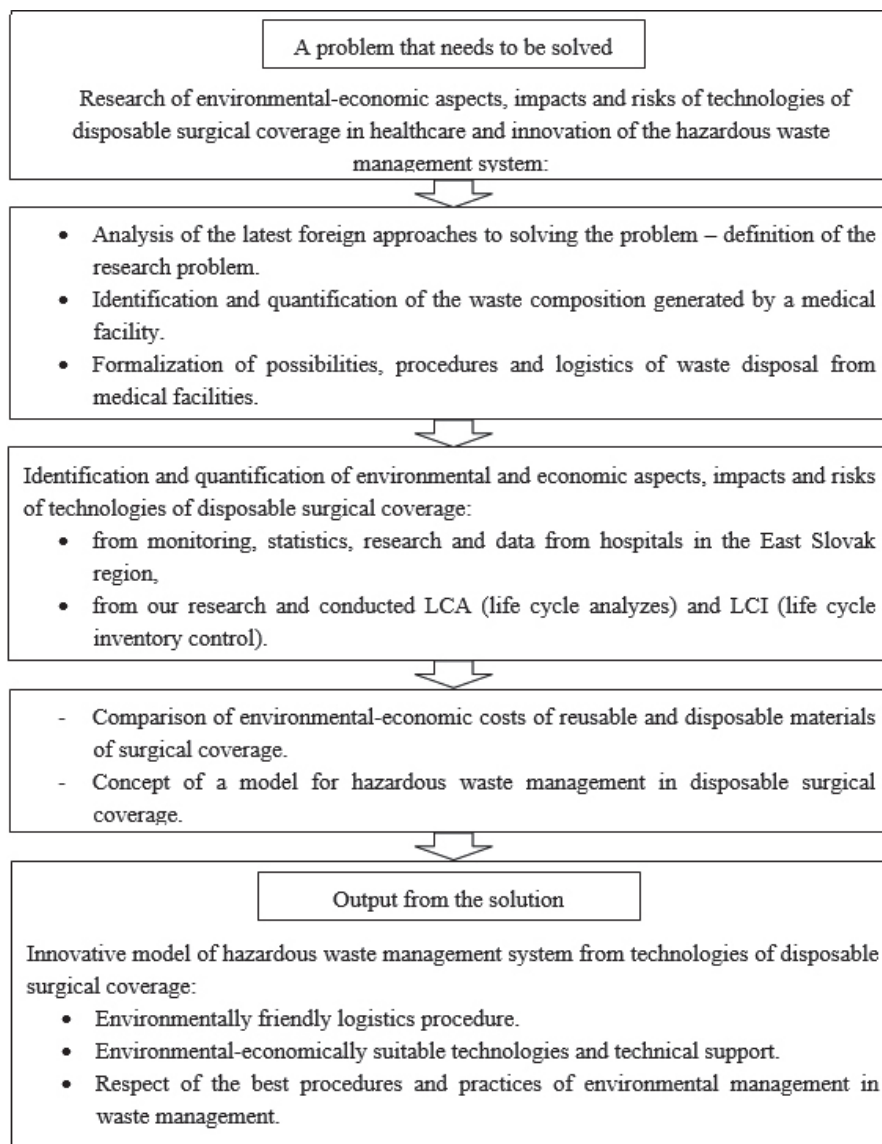 A problem that needs to be solved
Research of environmental-economic aspects, impacts and risks of technologies of
disposable surgical coverage in healthcare and innovation of the hazardous waste
management system:
• Analysis of the latest foreign approaches to solving the problem – definition of the
research problem.
• Identification and quantification of the waste composition generated by a medical
facility.
• Formalization of possibilities, procedures and logistics of waste disposal from
medical facilities.
Identification and quantification of environmental and economic aspects, impacts and risks
of technologies of disposable surgical coverage:
• from monitoring, statistics, research and data from hospitals in the East Slovak
region,
• from our research and conducted LCA (life cycle analyzes) and LCI (life cycle
inventory control).
- Comparison of environmental-economic costs of reusable and disposable materials
of surgical coverage.
- Concept of a model for hazardous waste management in disposable surgical
coverage.
Output from the solution
Innovative model of hazardous waste management system from technologies of disposable
surgical coverage:
• Environmentally friendly logistics procedure.
• Environmental-economically suitable technologies and technical support.
• Respect of the best procedures and practices of environmental management in
waste management.